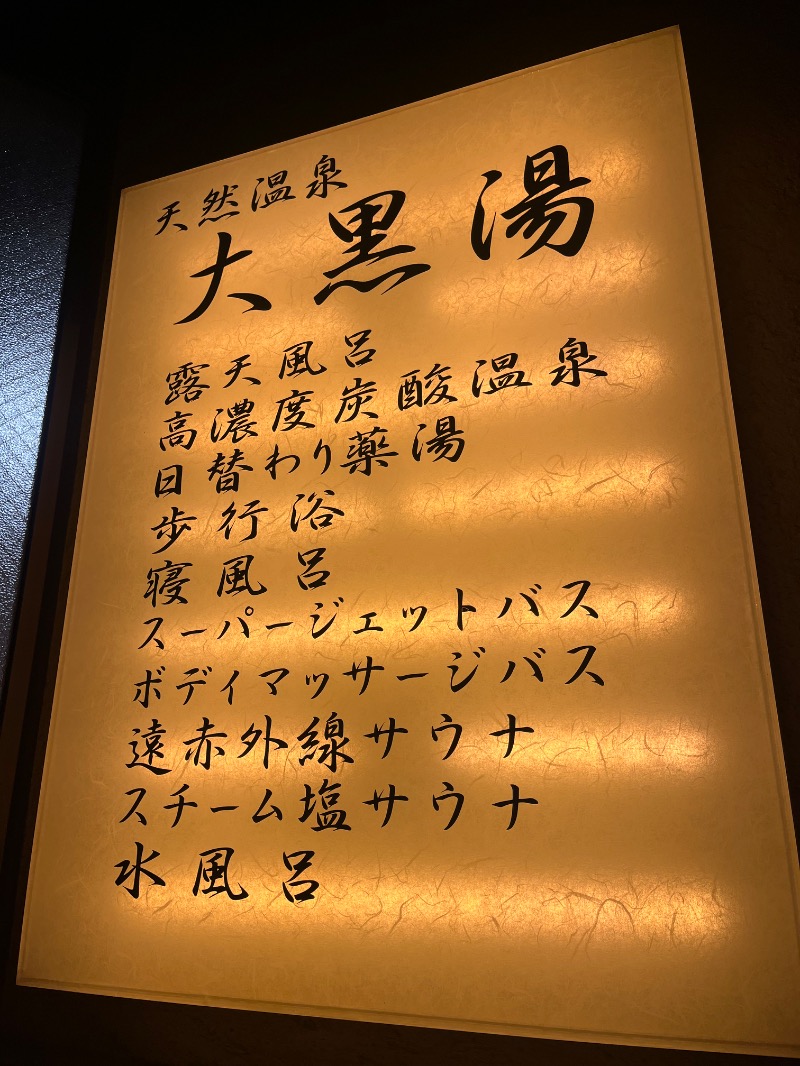 天然温泉
大黒湯
露天風呂
高濃度炭酸温泉
日替わり薬湯
歩行浴
寝風呂
スーパージェットバス
ボディマッサージバス
遠赤外線サウナ
スチーム塩サウナ
水風呂